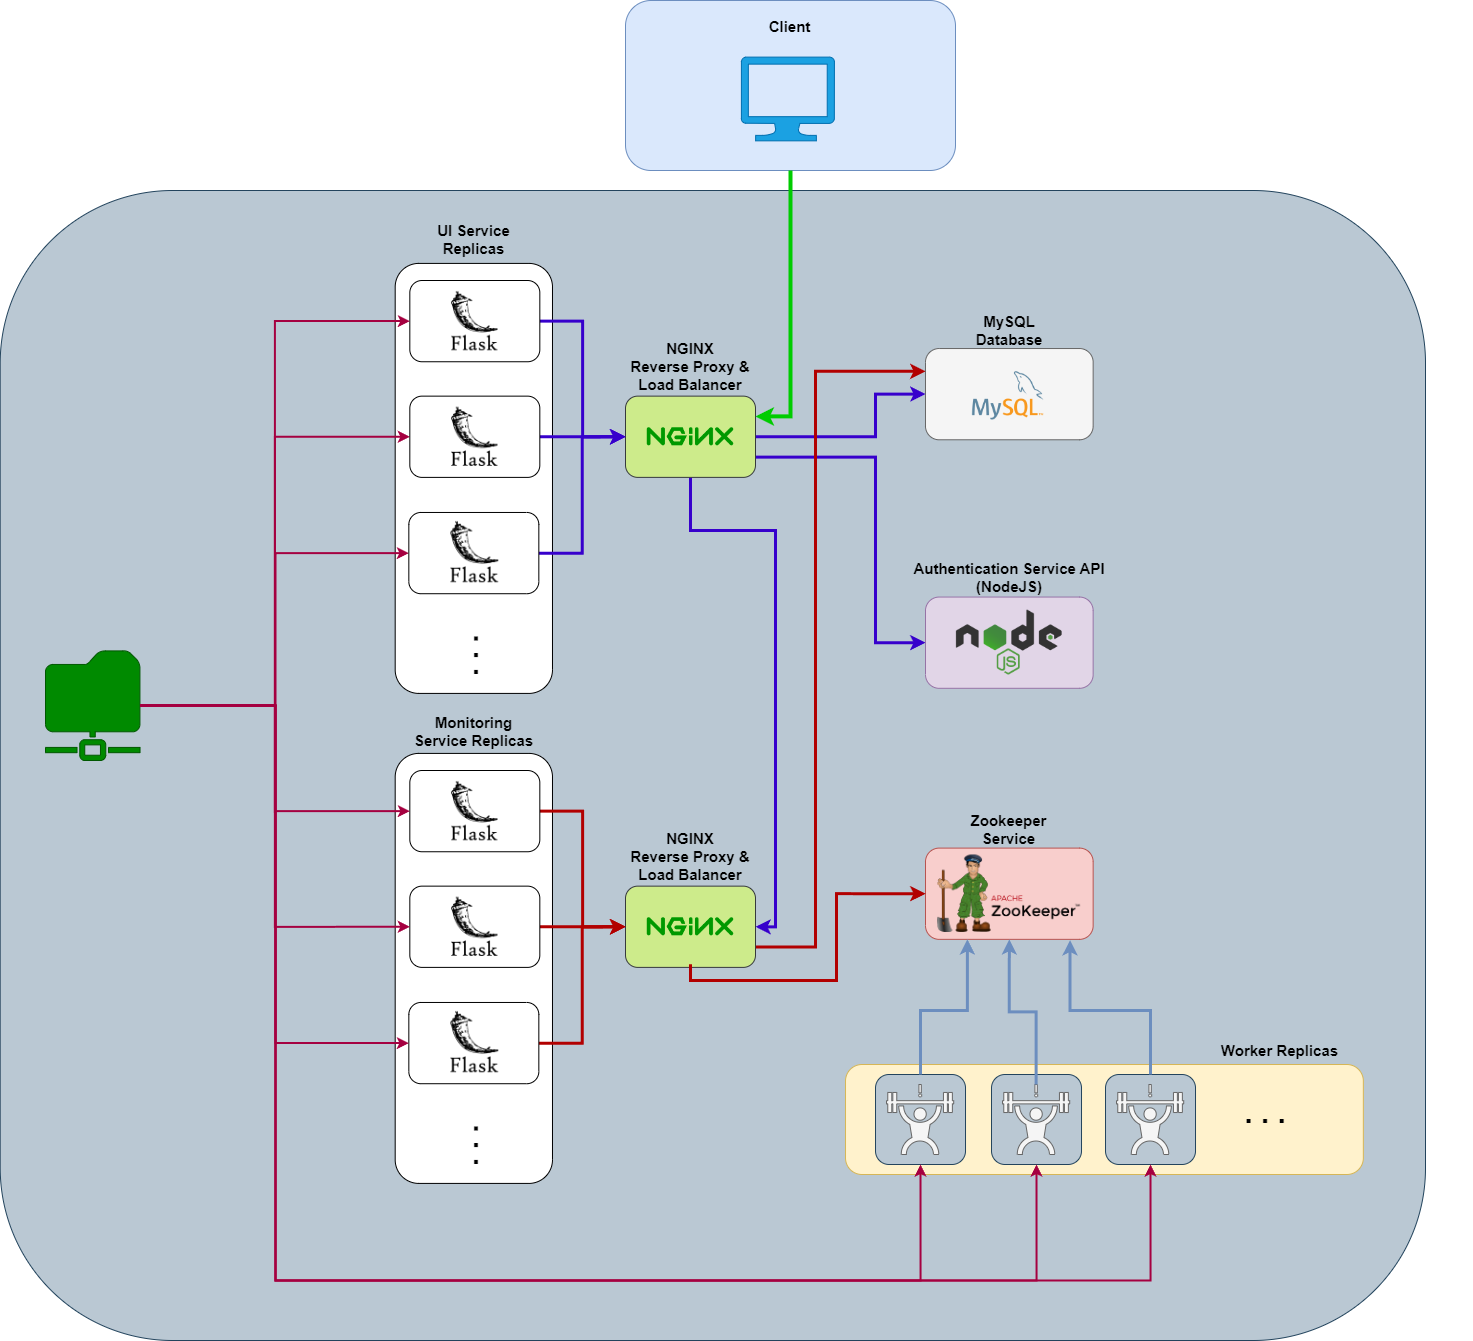 Client
UI Service
Replicas
Flask
Flask
Flask
NGINX
Reverse Proxy &
Load Balancer
NGINX
MySQL
Database
MySQL
Authentication Service API
(NodeJS)
node
JS
Monitoring
Service Replicas
Flask
Flask
Flask
NGINX
Reverse Proxy &
Load Balancer
NGINX
Zookeeper
Service
APACHE
ZooKeeper™
Worker Replicas
! ! !
. . .